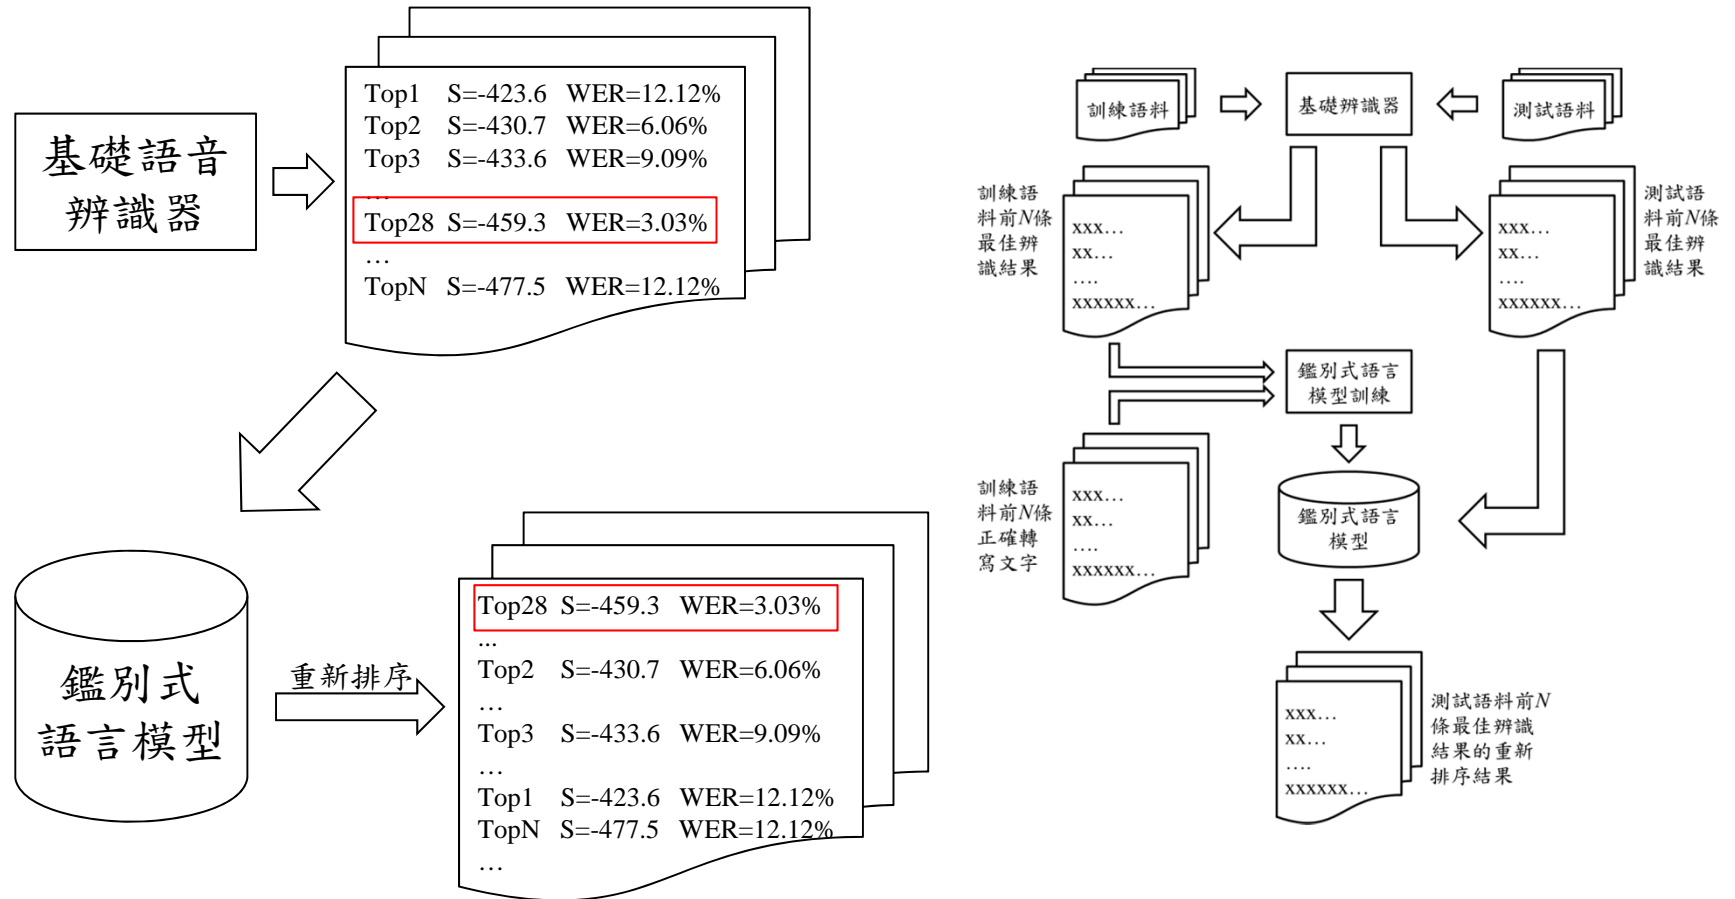 基礎語音
辨識器
Top1 S=-423.6 WER=12.12%
Top2 S=-430.7 WER=6.06%
Top3 S=-433.6 WER=9.09%
…
Top28 S=-459.3 WER=3.03%
…
TopN S=-477.5 WER=12.12%
鑑別式
語言模型
重新排序
Top28 S=-459.3 WER=3.03%
...
Top2 S=-430.7 WER=6.06%
…
Top3 S=-433.6 WER=9.09%
…
Top1 S=-423.6 WER=12.12%
TopN S=-477.5 WER=12.12%
…
訓練語料
基礎辨識器
測試語料
訓練語
料前N條
最佳辨
識結果
xxx…
xx…
….
xxxxxx…
xxx…
xx…
….
xxxxxx…
測試語
料前N條
最佳辨
識結果
鑑別式語言
模型訓練
訓練語
料前N條
正確轉
寫文字
xxx…
xx…
….
xxxxxx…
鑑別式語言
模型
xxx…
xx…
….
xxxxxx…
測試語料前N
條最佳辨識
結果的重新
排序結果